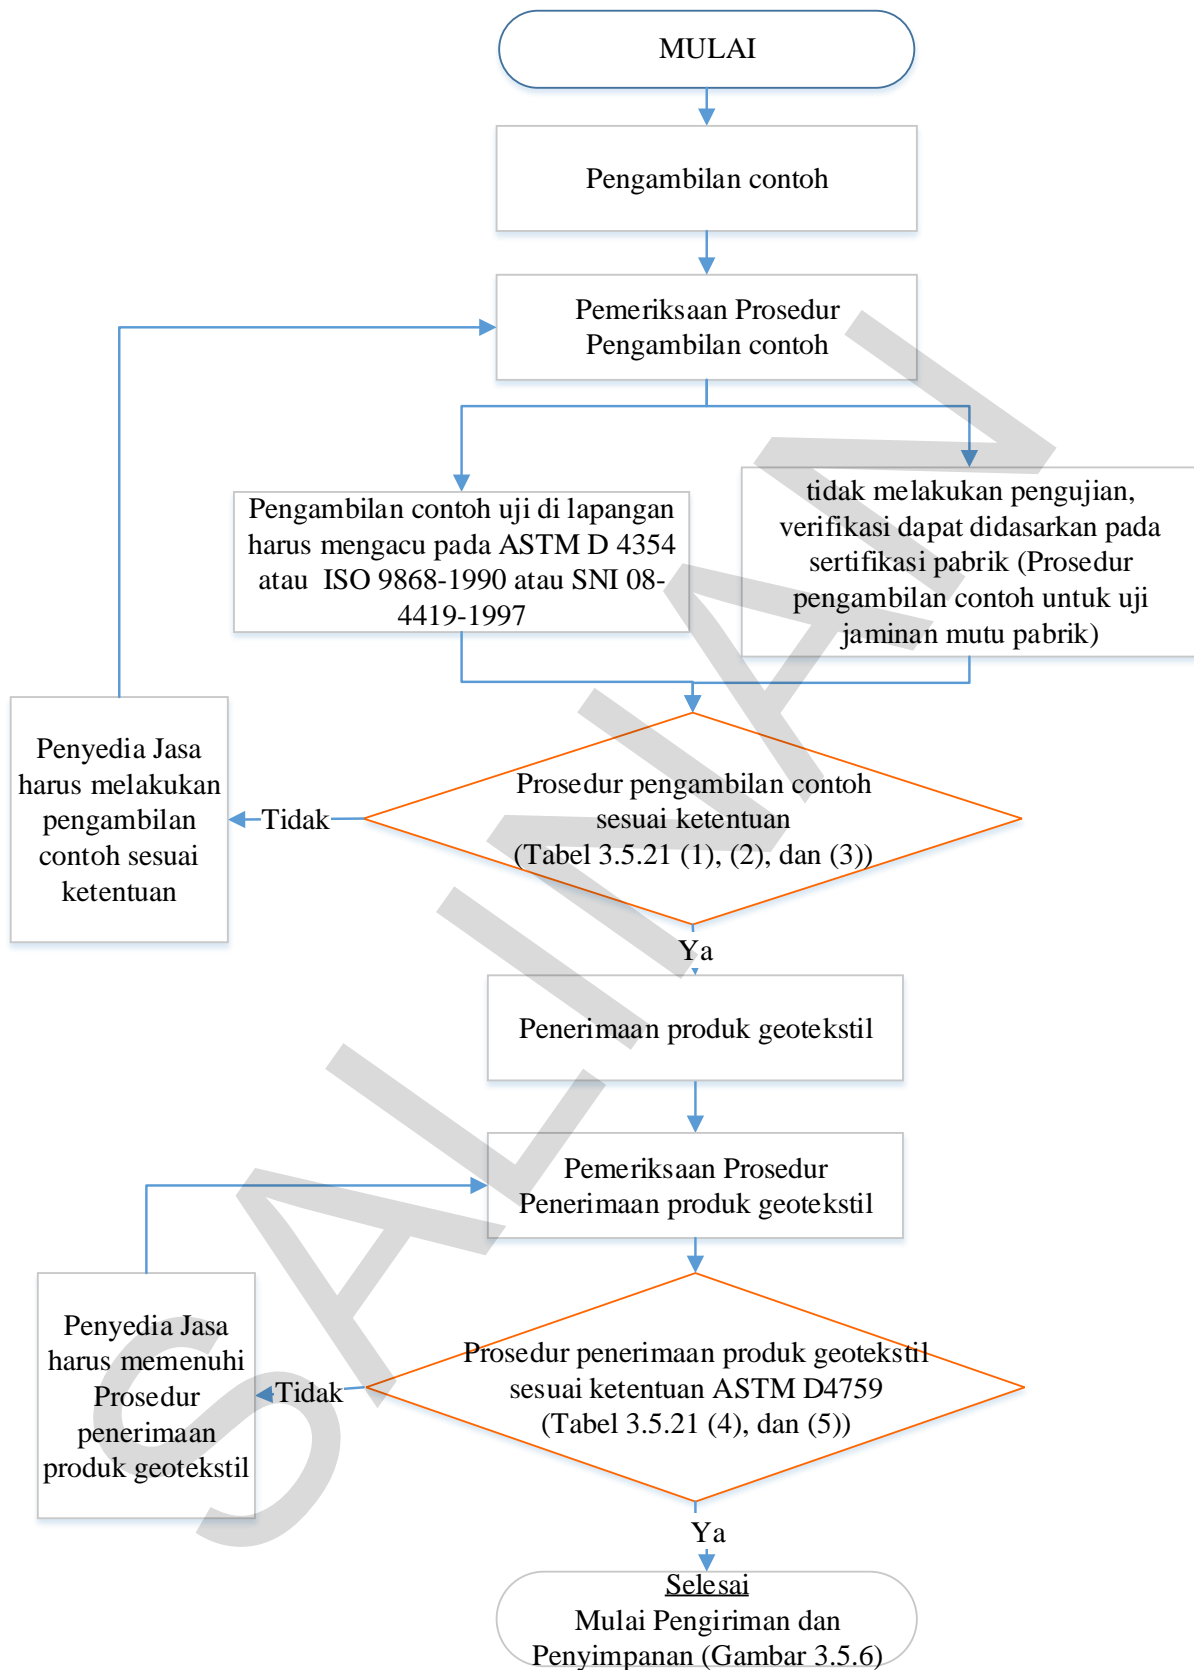 MULAI
Pengambilan contoh
Pemeriksaan Prosedur
Pengambilan contoh
Pengambilan contoh uji di lapangan
harus mengacu pada ASTM D 4354
atau ISO 9868-1990 atau SNI 08-
4419-1997
tidak melakukan pengujian,
verifikasi dapat didasarkan pada
sertifikasi pabrik (Prosedur
pengambilan contoh untuk uji
jaminan mutu pabrik)
Penyedia Jasa
harus melakukan
pengambilan
contoh sesuai
ketentuan
Tidak
Prosedur pengambilan contoh
sesuai ketentuan
(Tabel 3.5.21 (1), (2), dan (3))
Ya
Penerimaan produk geotekstil
Pemeriksaan Prosedur
Penerimaan produk geotekstil
Penyedia Jasa
harus memenuhi
Prosedur
penerimaan
produk geotekstil
Tidak
Prosedur penerimaan produk geotekstil
sesuai ketentuan ASTM D4759
(Tabel 3.5.21 (4), dan (5))
Ya
Selesai
Mulai Pengiriman dan
Penyimpanan (Gambar 3.5.6)
SALINAN